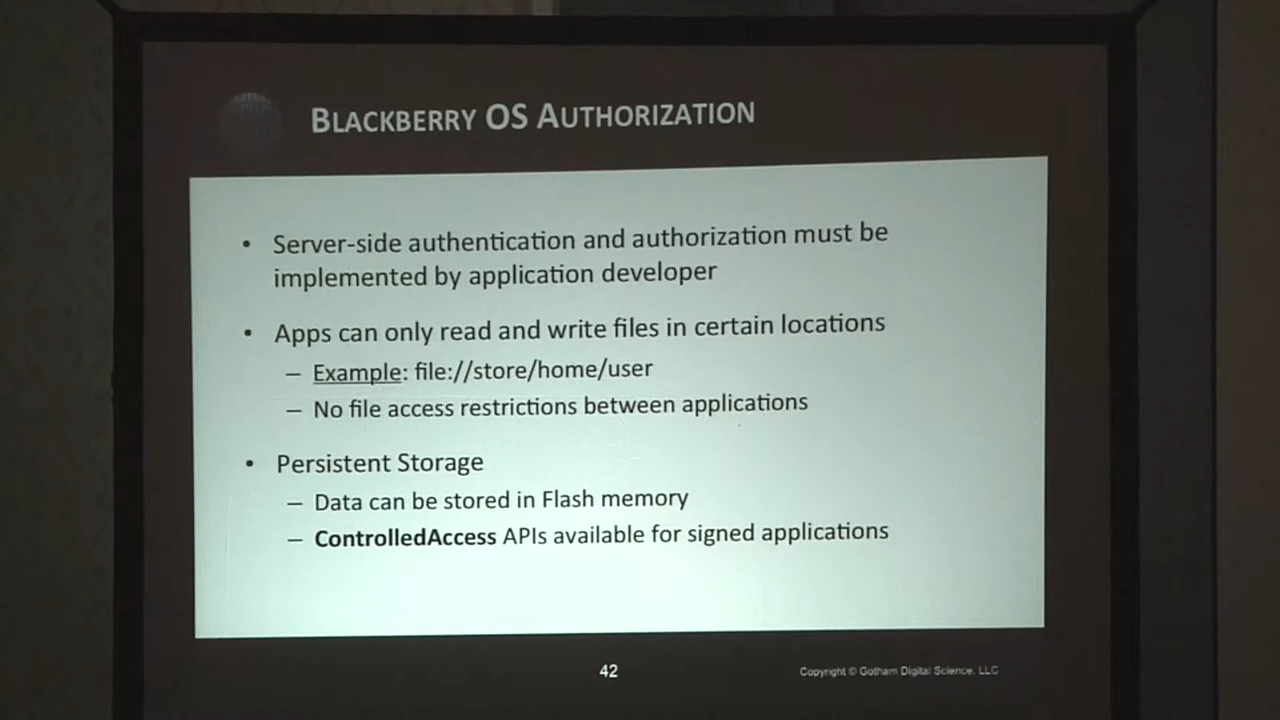 BLACKBERRY OS AUTHORIZATION
• Server-side authentication and authorization must be
implemented by application developer
• Apps can only read and write files in certain locations
– Example: file://store/home/user
– No file access restrictions between applications
• Persistent Storage
– Data can be stored in Flash memory
– ControlledAccess APIs available for signed applications
42
Copyright © Gotham Digital Science, LLC